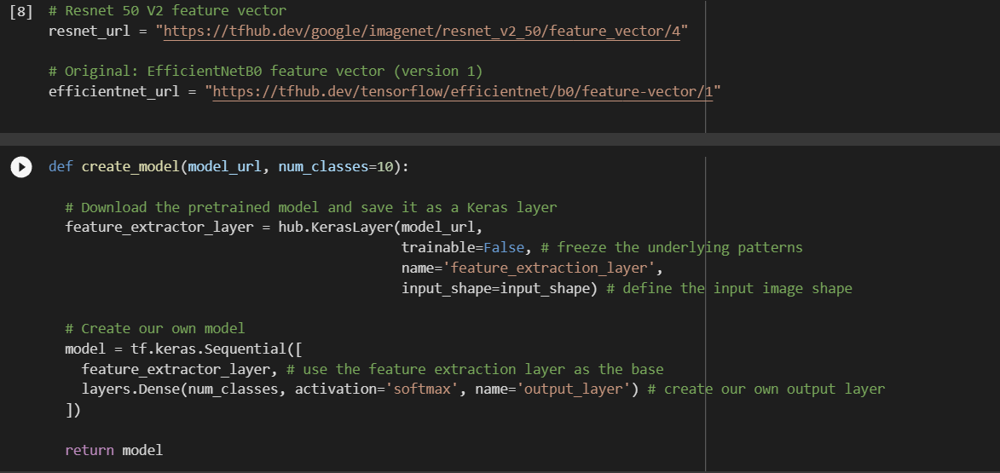 [8] # Resnet 50 V2 feature vector
resnet_url = "https://tfhub.dev/google/imagenet/resnet_v2_50/feature_vector/4"
# Original: EfficientNetB0 feature vector (version 1)
efficientnet_url = "https://tfhub.dev/tensorflow/efficientnet/b0/feature-vector/1"
def create_model(model_url, num_classes=10):
# Download the pretrained model and save it as a Keras layer
feature_extractor_layer = hub.KerasLayer(model_url,
trainable=False, # freeze the underlying patterns
name='feature_extraction_layer',
input_shape=input_shape) # define the input image shape
# Create our own model
model = tf.keras.Sequential([
feature_extractor_layer, # use the feature extraction layer as the base
layers.Dense(num_classes, activation='softmax', name='output_layer') # create our own output layer
])
return model